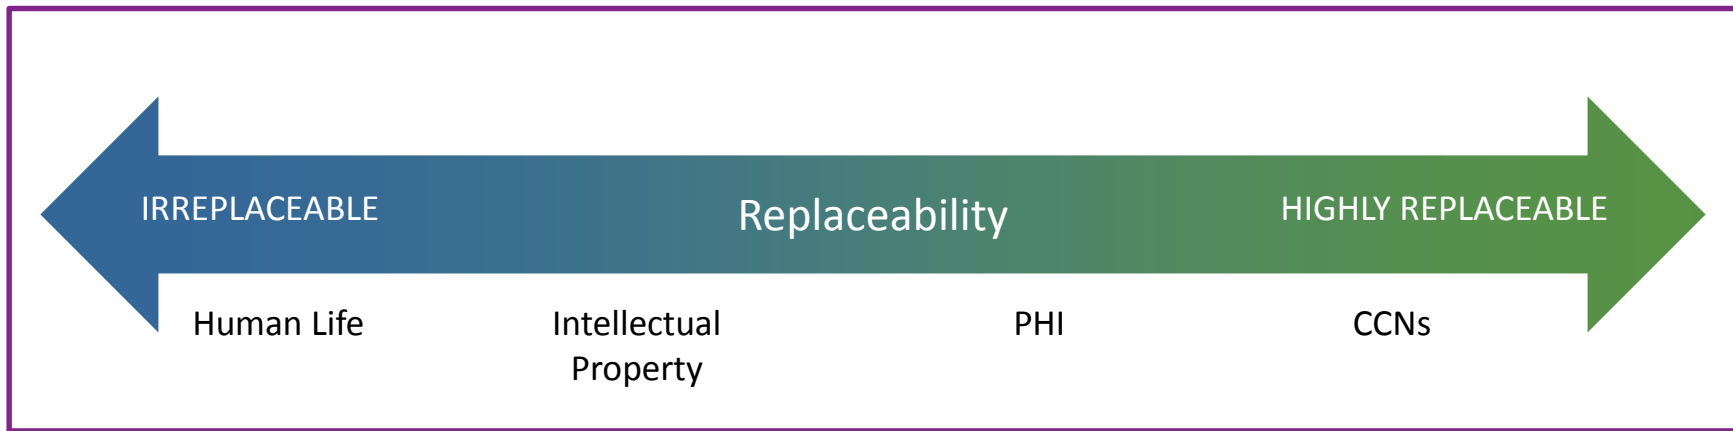 IRREPLACEABLE
Replaceability
HIGHLY REPLACEABLE
Human Life
Intellectual
Property
PHI
CCNs